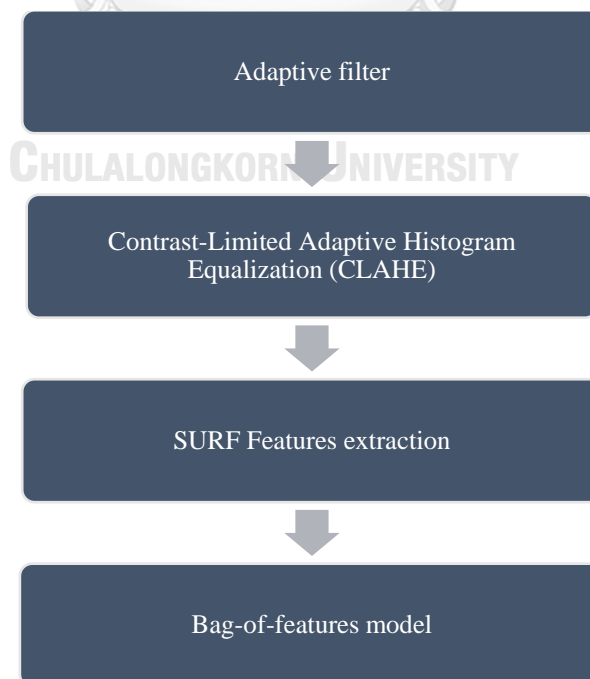 Adaptive filter
CHULALONGKORN UNIVERSITY
Contrast-Limited Adaptive Histogram
Equalization (CLAHE)
SURF Features extraction
Bag-of-features model